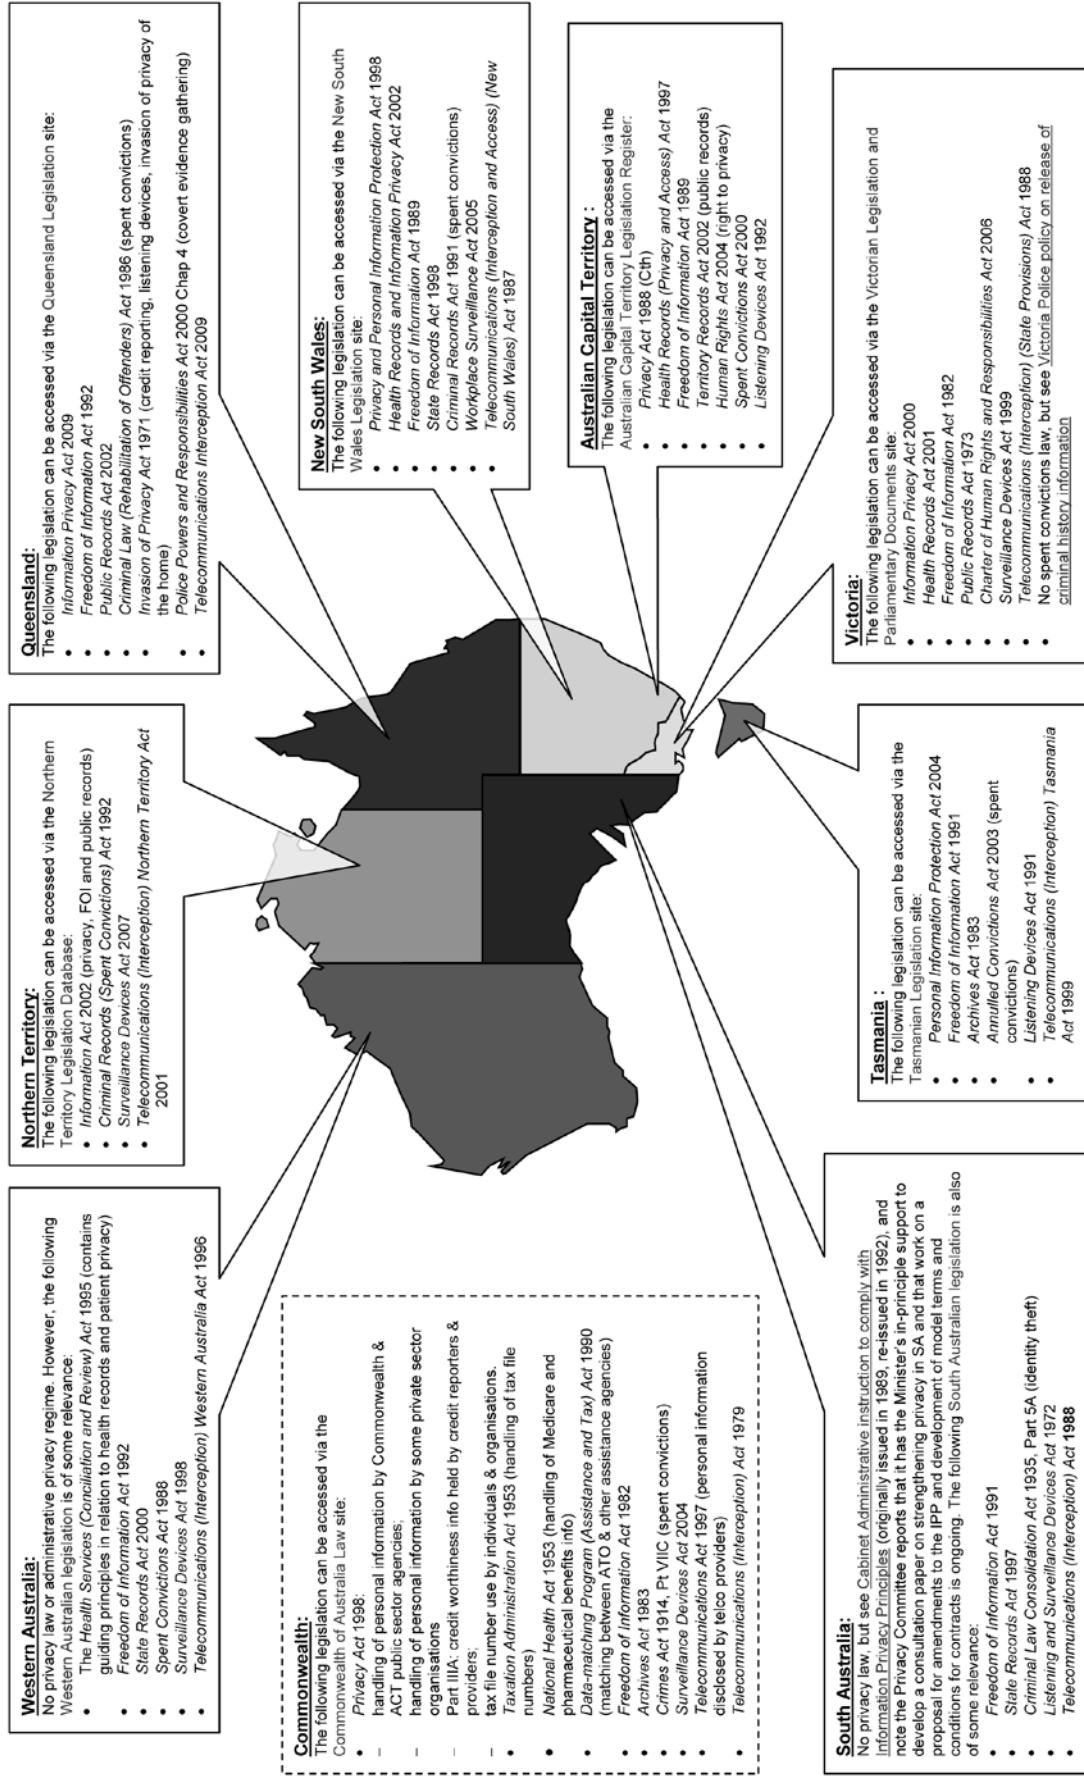 Western Australia:
No privacy law or administrative privacy regime. However, the following
Western Australian legislation is of some relevance:
• The Health Services (Conciliation and Review) Act 1995 (contains
guiding principles in relation to health records and patient privacy)
• Freedom of Information Act 1992
• State Records Act 2000
• Spent Convictions Act 1988
• Surveillance Devices Act 1998
• Telecommunications (Interception) Western Australia Act 1996
Northern Territory:
The following legislation can be accessed via the Northern
Territory Legislation Database:
• Information Act 2002 (privacy, FOI and public records)
• Criminal Records (Spent Convictions) Act 1992
• Surveillance Devices Act 2007
• Telecommunications (Interception) Northern Territory Act
2001
Queensland:
The following legislation can be accessed via the Queensland Legislation site:
• Information Privacy Act 2009
• Freedom of Information Act 1992
• Public Records Act 2002
• Criminal Law (Rehabilitation of Offenders) Act 1986 (spent convictions)
• Invasion of Privacy Act 1971 (credit reporting, listening devices, invasion of privacy of
the home)
• Police Powers and Responsibilities Act 2000 Chap 4 (covert evidence gathering)
• Telecommunications Interception Act 2009
Commonwealth:
The following legislation can be accessed via the
Commonwealth of Australia Law site:
• Privacy Act 1998:
– handling of personal information by Commonwealth &
ACT public sector agencies;
– handling of personal information by some private sector
organisations
– Part IIIA: credit worthiness info held by credit reporters &
providers;
– tax file number use by individuals & organisations.
• Taxation Administration Act 1953 (handling of tax file
numbers)
• National Health Act 1953 (handling of Medicare and
pharmaceutical benefits info)
• Data-matching Program (Assistance and Tax) Act 1990
(matching between ATO & other assistance agencies)
• Freedom of Information Act 1982
• Archives Act 1983
• Crimes Act 1914, Pt VIIC (spent convictions)
• Surveillance Devices Act 2004
• Telecommunications Act 1997 (personal information
disclosed by telco providers)
• Telecommunications (Interception) Act 1979
New South Wales:
The following legislation can be accessed via the New South
Wales Legislation site:
• Privacy and Personal Information Protection Act 1998
• Health Records and Information Privacy Act 2002
• Freedom of Information Act 1989
• State Records Act 1998
• Criminal Records Act 1991 (spent convictions)
• Workplace Surveillance Act 2005
• Telecommunications (Interception and Access) (New
South Wales) Act 1987
Australian Capital Territory :
The following legislation can be accessed via the
Australian Capital Territory Legislation Register:
• Privacy Act 1988 (Cth)
• Health Records (Privacy and Access) Act 1997
• Freedom of Information Act 1989
• Territory Records Act 2002 (public records)
• Human Rights Act 2004 (right to privacy)
• Spent Convictions Act 2000
• Listening Devices Act 1992
South Australia:
No privacy law, but see Cabinet Administrative instruction to comply with
Information Privacy Principles (originally issued in 1989, re-issued in 1992), and
note the Privacy Committee reports that it has the Minister's in-principle support to
develop a consultation paper on strengthening privacy in SA and that work on a
proposal for amendments to the IPP and development of model terms and
conditions for contracts is ongoing. The following South Australian legislation is also
of some relevance:
• Freedom of Information Act 1991
• State Records Act 1997
• Criminal Law Consolidation Act 1935, Part 5A (identity theft)
• Listening and Surveillance Devices Act 1972
• Telecommunications (Interception) Act 1988
Tasmania :
The following legislation can be accessed via the
Tasmanian Legislation site:
• Personal Information Protection Act 2004
• Freedom of Information Act 1991
• Archives Act 1983
• Annulled Convictions Act 2003 (spent
convictions)
• Listening Devices Act 1991
• Telecommunications (Interception) Tasmania
Act 1999
Victoria:
The following legislation can be accessed via the Victorian Legislation and
Parliamentary Documents site:
• Information Privacy Act 2000
• Health Records Act 2001
• Freedom of Information Act 1982
• Public Records Act 1973
• Charter of Human Rights and Responsibilities Act 2006
• Surveillance Devices Act 1999
• Telecommunications (Interception) (State Provisions) Act 1988
• No spent convictions law, but see Victoria Police policy on release of
criminal history information